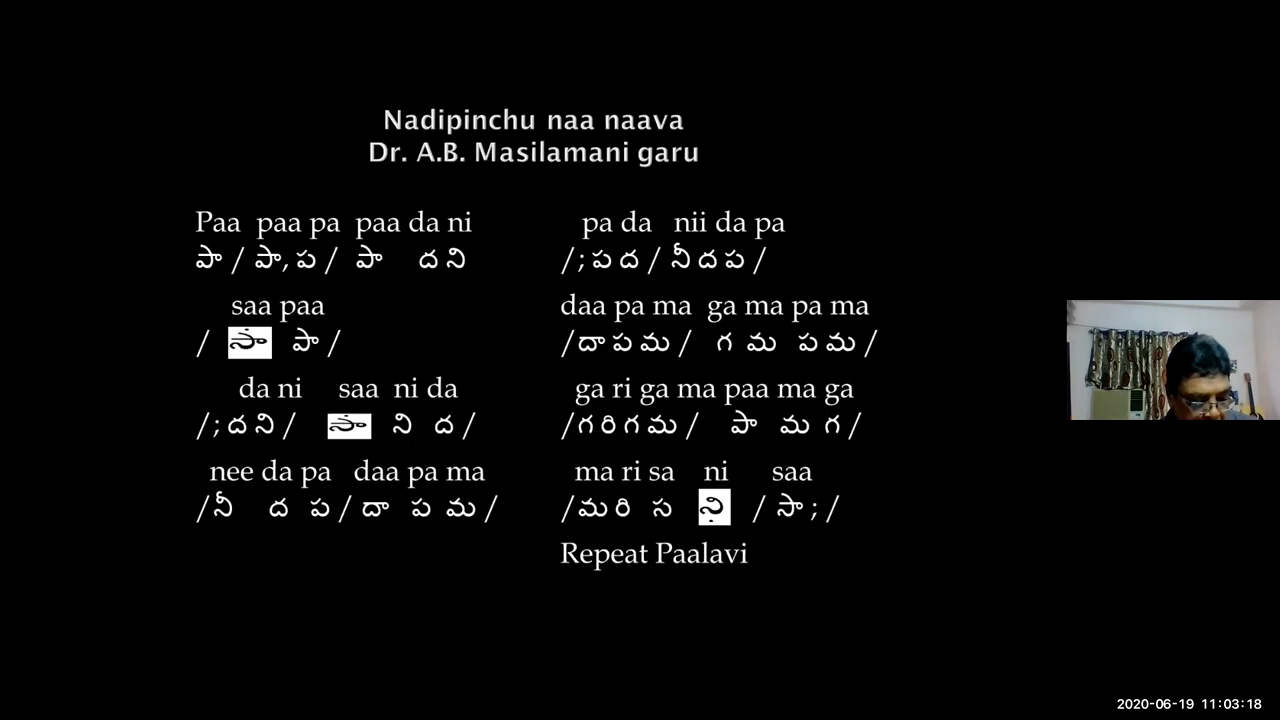 Nadipinchu naa naava
Dr. A.B. Masilamani garu
Paa paa pa paa da ni pa da nii da pa
పా / పా, ప / పా ద ని /; ప ద / నీ ద ప /
saa paa daa pa ma ga ma pa ma
/ సా̇ పా / /దా ప మ / గ మ ప మ /
da ni saa ni da ga ri ga ma paa ma ga
/; ద ని / సా̇ ని ద / /గ రి గ మ / పా మ గ /
nee da pa daa pa ma ma ri sa ni saa
/నీ ద ప / దా ప మ / /మ రి స ని̣ / సా ; /
Repeat Paalavi
2020-06-19 11:03:18